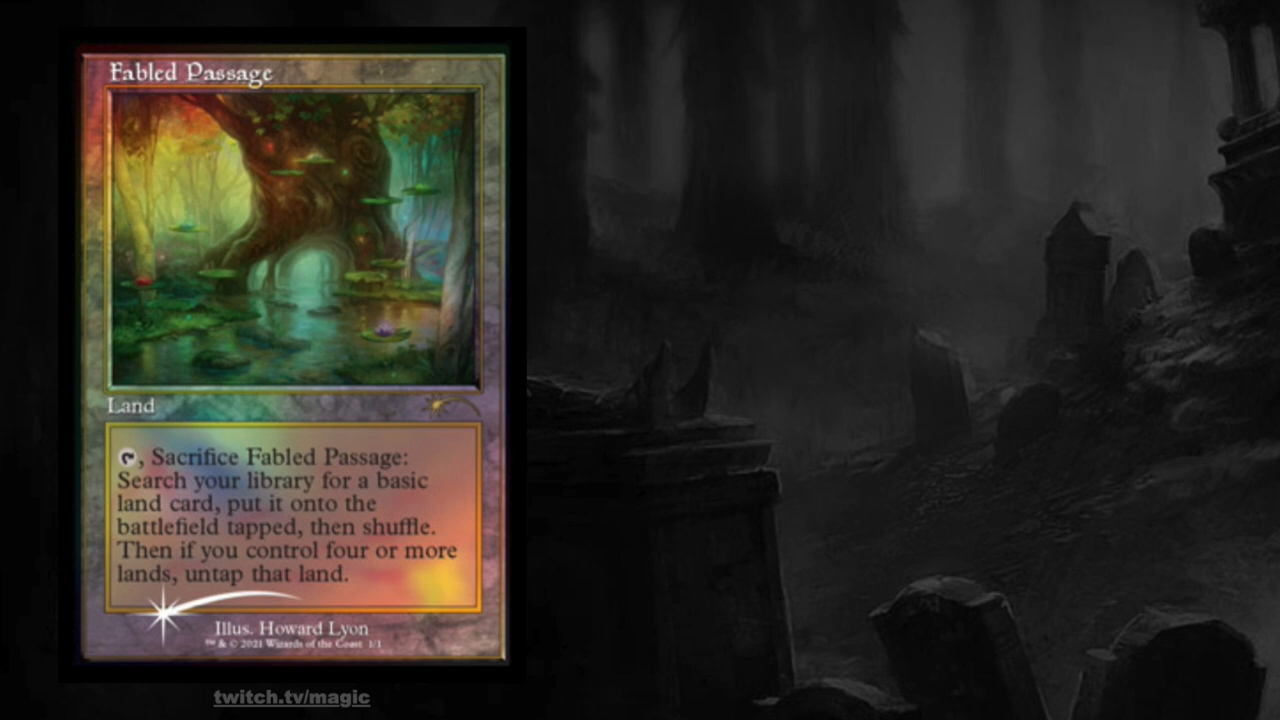 Fabled Passage
Land
, Sacrifice Fabled Passage:
Search your library for a basic
land card, put it onto the
battlefield tapped, then shuffle.
Then if you control four or more
lands, untap that land.
Illus. Howard Lyon
™ & © 2021 Wizards of the Coast 1/1
twitch.tv/magic